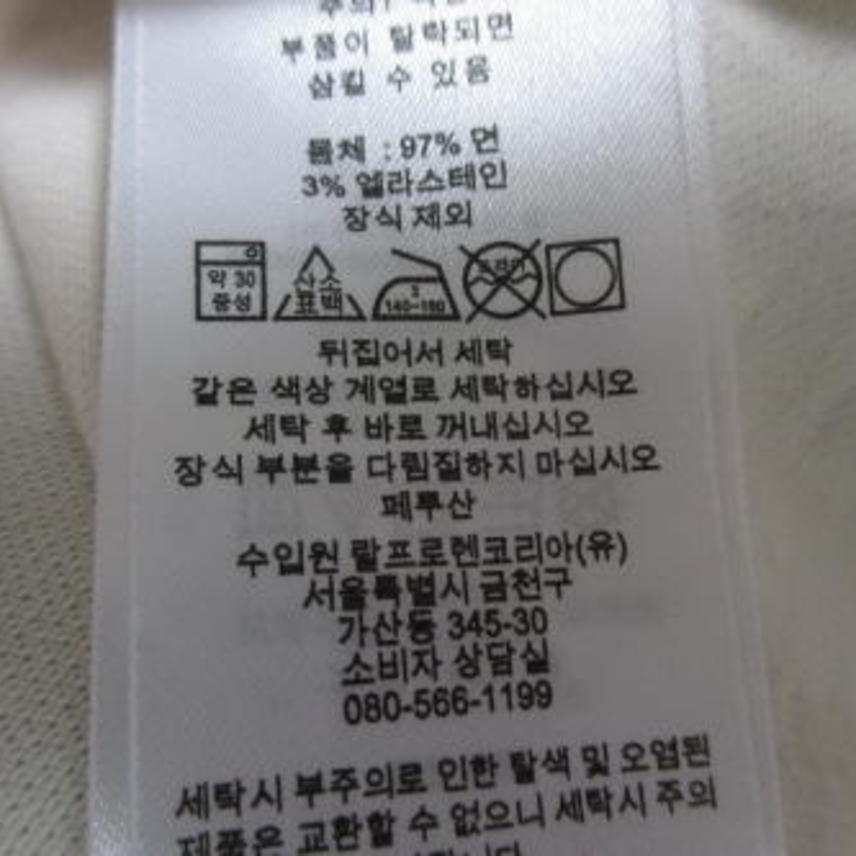 주의! 작은
부품이 탈락되면
삼킬 수 있음
몸체 : 97% 면
3% 엘라스테인
장식 제외
약 30
중성
산소
표백
3
140-160
드라이
뒤집어서 세탁
같은 색상 계열로 세탁하십시오
세탁 후 바로 꺼내십시오
장식 부분을 다림질하지 마십시오
페루산
수입원 랄프로렌코리아(유)
서울특별시 금천구
가산동 345-30
소비자 상담실
080-566-1199
세탁시 부주의로 인한 탈색 및 오염된
제품은 교환할 수 없으니 세탁시 주의